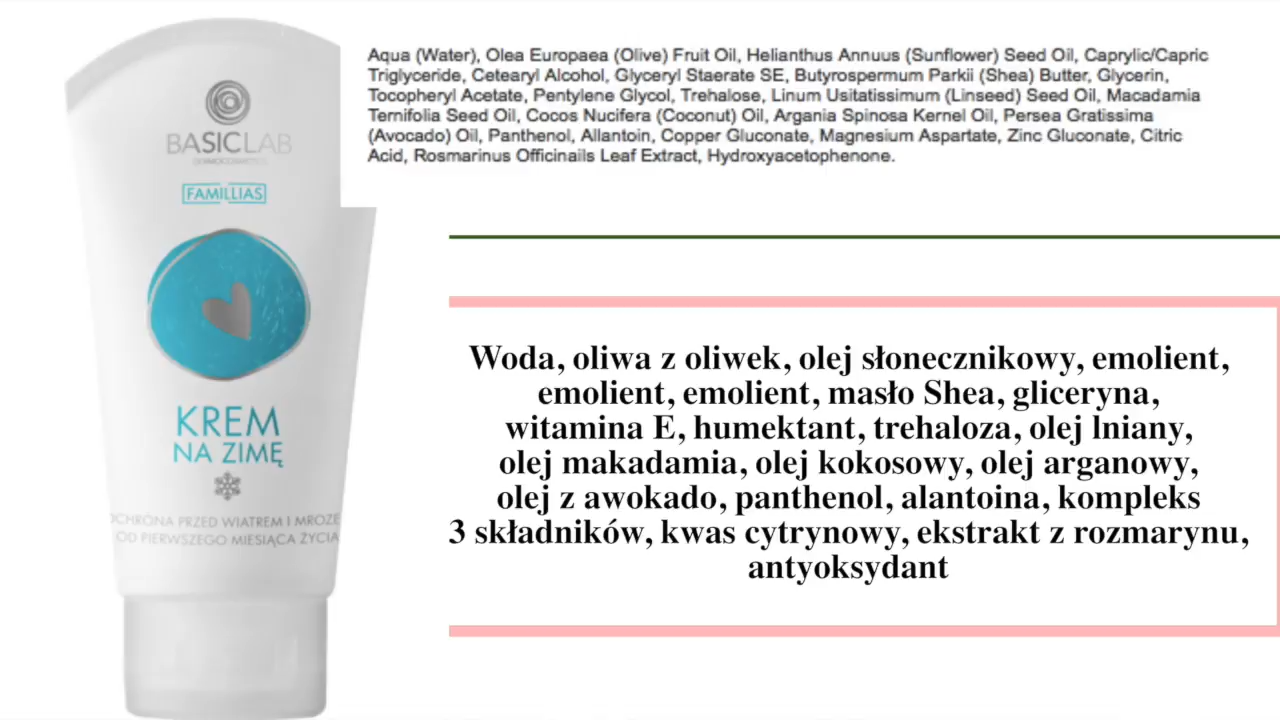 BASICLAB
DERMOCOSMETICS
FAMILLIAS
KREM
NA ZIMĘ
OCHRONA PRZED WIATREM I MROZE
OD PIERWSZEGO MIESIĄCA ŻYCIA
Aqua (Water), Olea Europaea (Olive) Fruit Oil, Helianthus Annuus (Sunflower) Seed Oil, Caprylic/Capric
Triglyceride, Cetearyl Alcohol, Glyceryl Staerate SE, Butyrospermum Parkii (Shea) Butter, Glycerin,
Tocopheryl Acetate, Pentylene Glycol, Trehalose, Linum Usitatissimum (Linseed) Seed Oil, Macadamia
Ternifolia Seed Oil, Cocos Nucifera (Coconut) Oil, Argania Spinosa Kernel Oil, Persea Gratissima
(Avocado) Oil, Panthenol, Allantoin, Copper Gluconate, Magnesium Aspartate, Zinc Gluconate, Citric
Acid, Rosmarinus Officinails Leaf Extract, Hydroxyacetophenone.
Woda, oliwa z oliwek, olej słonecznikowy, emolient,
emolient, emolient, masło Shea, gliceryna,
witamina E, humektant, trehaloza, olej lniany,
olej makadamia, olej kokosowy, olej arganowy,
olej z awokado, panthenol, alantoina, kompleks
3 składników, kwas cytrynowy, ekstrakt z rozmarynu,
antyoksydant